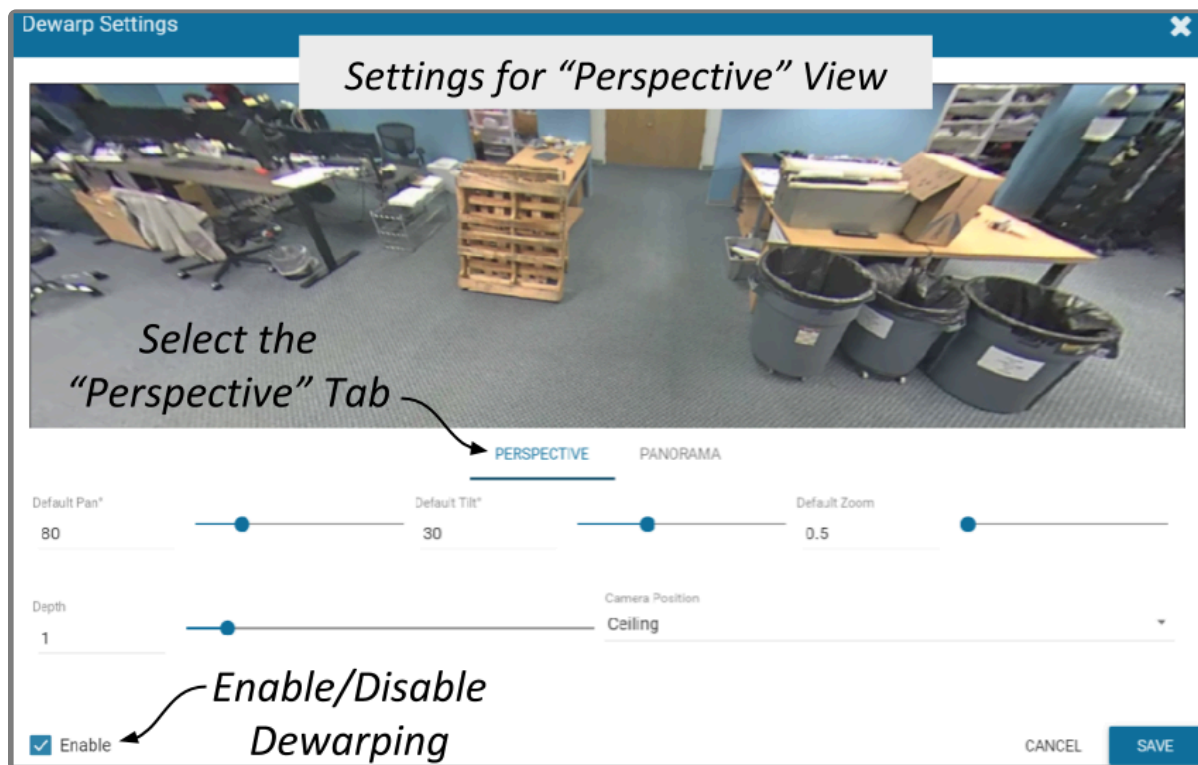 Dewarp Settings
Settings for “Perspective” View
Select the
“Perspective” Tab
PERSPECTIVE PANORAMA
Default Pan° Default Tilt° Default Zoom
80 30 0.5
Depth Camera Position
1 Ceiling
Enable/Disable
Dewarping
Enable CANCEL SAVE